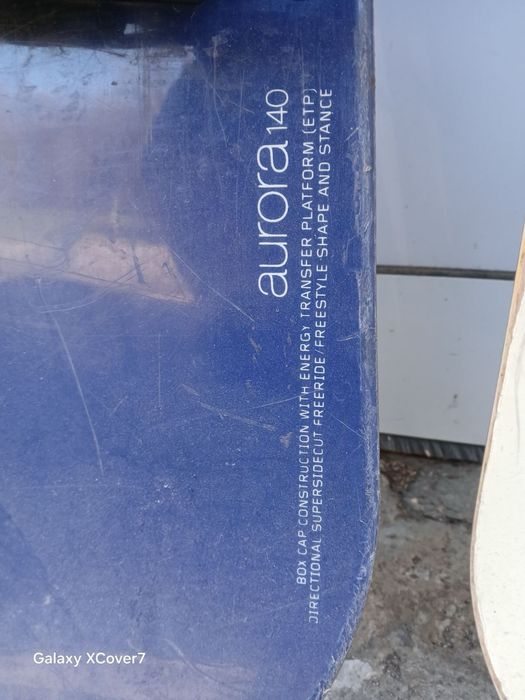 aurora 140
BOX CAP CONSTRUCTION WITH ENERGY TRANSFER PLATFORM (ETP)
DIRECTIONAL SUPERSIDECUT FREERIDE/FREESTYLE SHAPE AND STANCE
Galaxy XCover7